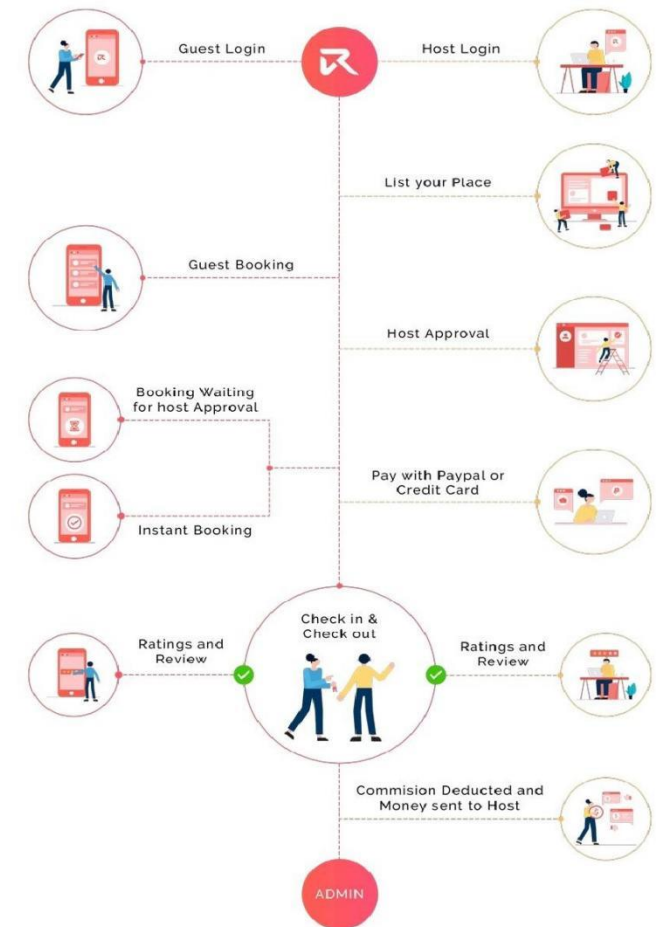 Guest Login
Host Login
List your Place
Guest Booking
Host Approval
Booking Waiting
for host Approval
Pay with Paypal or
Credit Card
Instant Booking
Check in &
Check out
Ratings and
Review
Ratings and
Review
Commision Deducted and
Money sent to Host
ADMIN